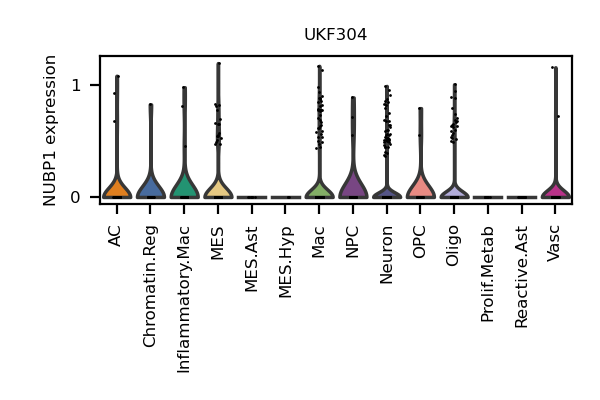 UKF304
NUBP1 expression
1
0
AC
Chromatin.Reg
Inflammatory.Mac
MES
MES.Ast
MES.Hyp
Mac
NPC
Neuron
OPC
Oligo
Prolif.Metab
Reactive.Ast
Vasc